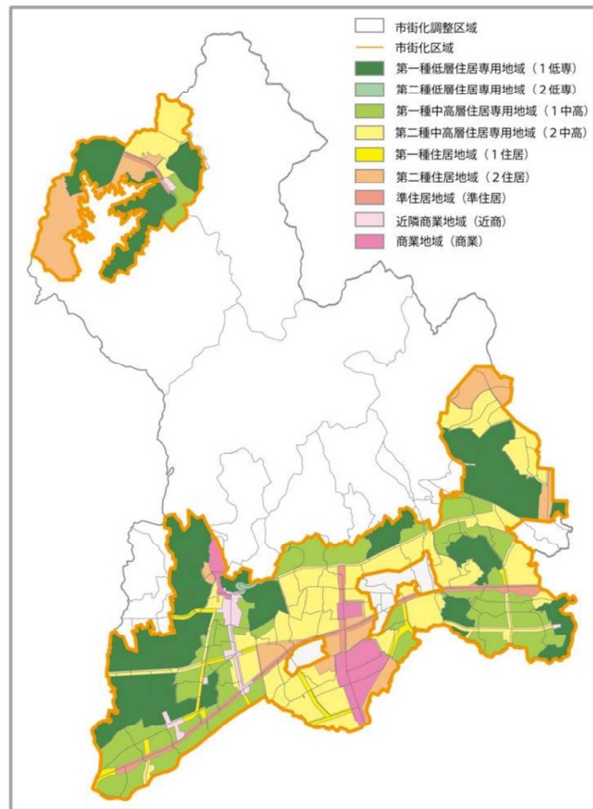 市街化調整区域
市街化区域
第一種低層住居専用地域（1低専）
第二種低層住居専用地域（2低専）
第一種中高層住居専用地域（1中高）
第二種中高層住居専用地域（2中高）
第一種住居地域（1住居）
第二種住居地域（2住居）
準住居地域（準住居）
近隣商業地域（近商）
商業地域（商業）